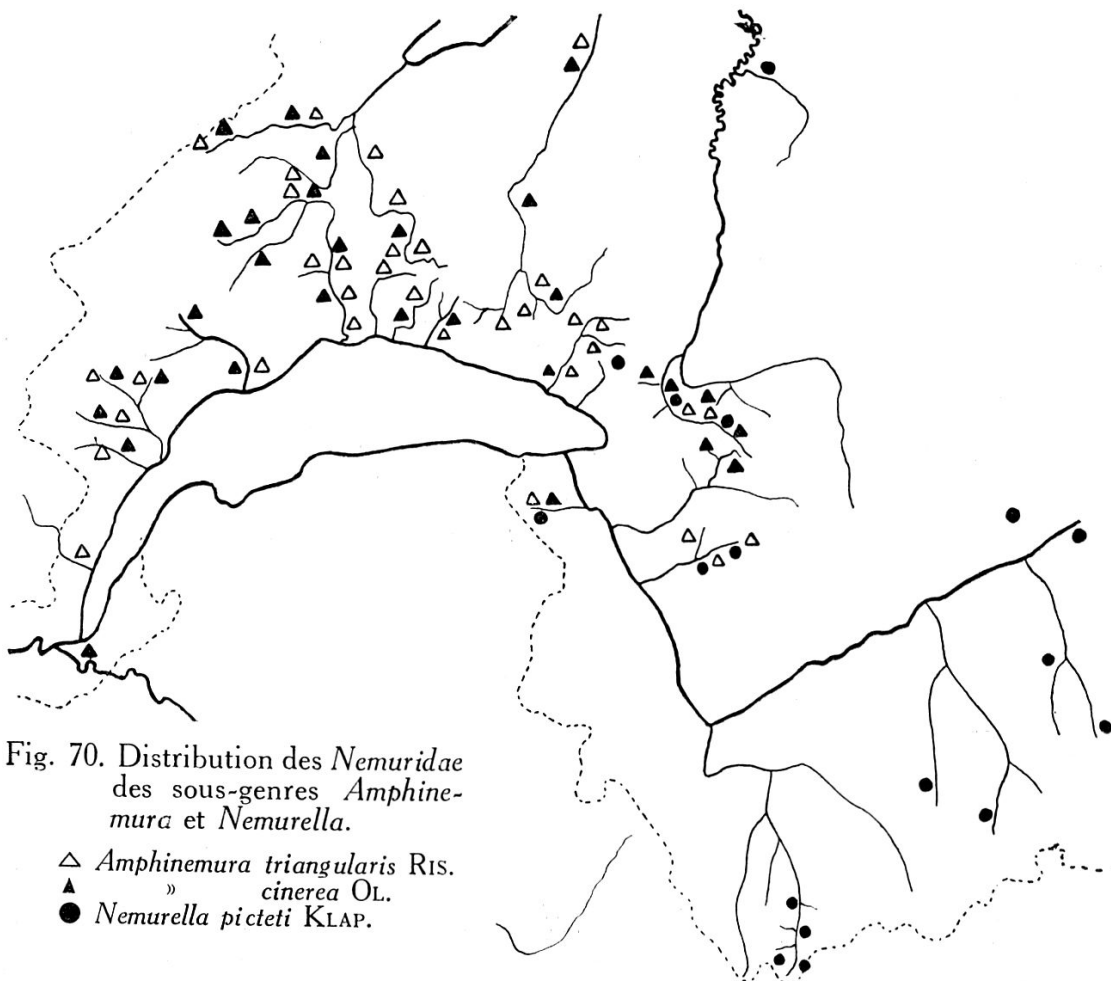 Fig. 70. Distribution des Nemuridae
des sous-genres Amphine-
mura et Nemurella.
△ Amphinemura triangularis RIS.
▲ » cinerea OL.
● Nemurella picteti KLAP.